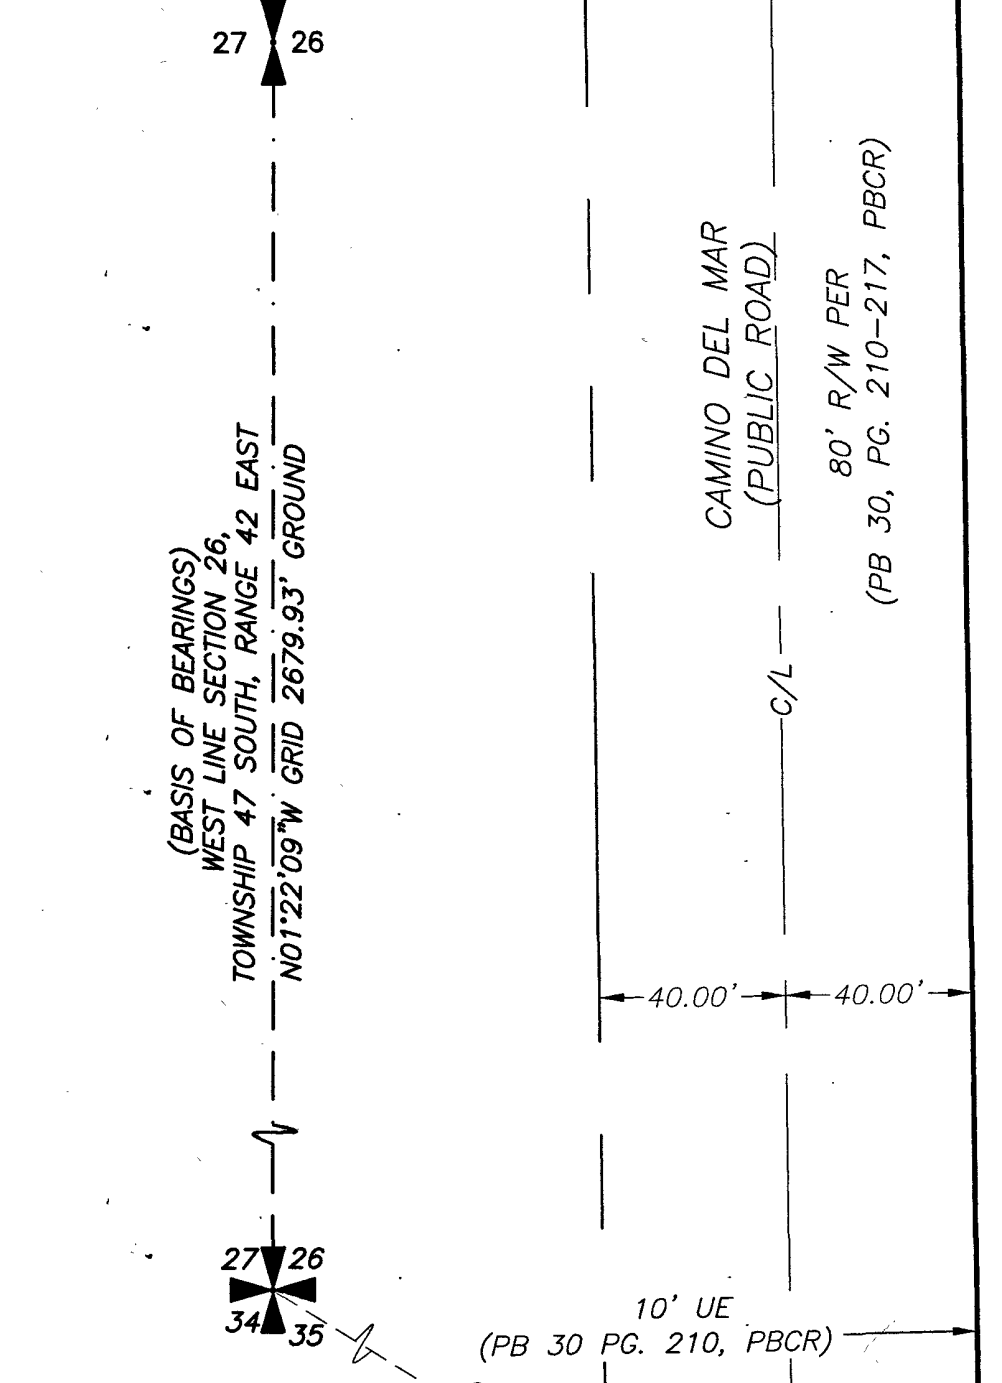 27 26
(BASIS OF BEARINGS)
WEST LINE SECTION 26,
TOWNSHIP 47 SOUTH, RANGE 42 EAST
N01°22'09"W GRID 2679.93' GROUND
CAMINO DEL MAR
(PUBLIC ROAD)
80' R/W PER
(PB 30, PG. 210-217, PBCR)
C/L
40.00' 40.00'
27 26
34 35
10' UE
(PB 30 PG. 210, PBCR)